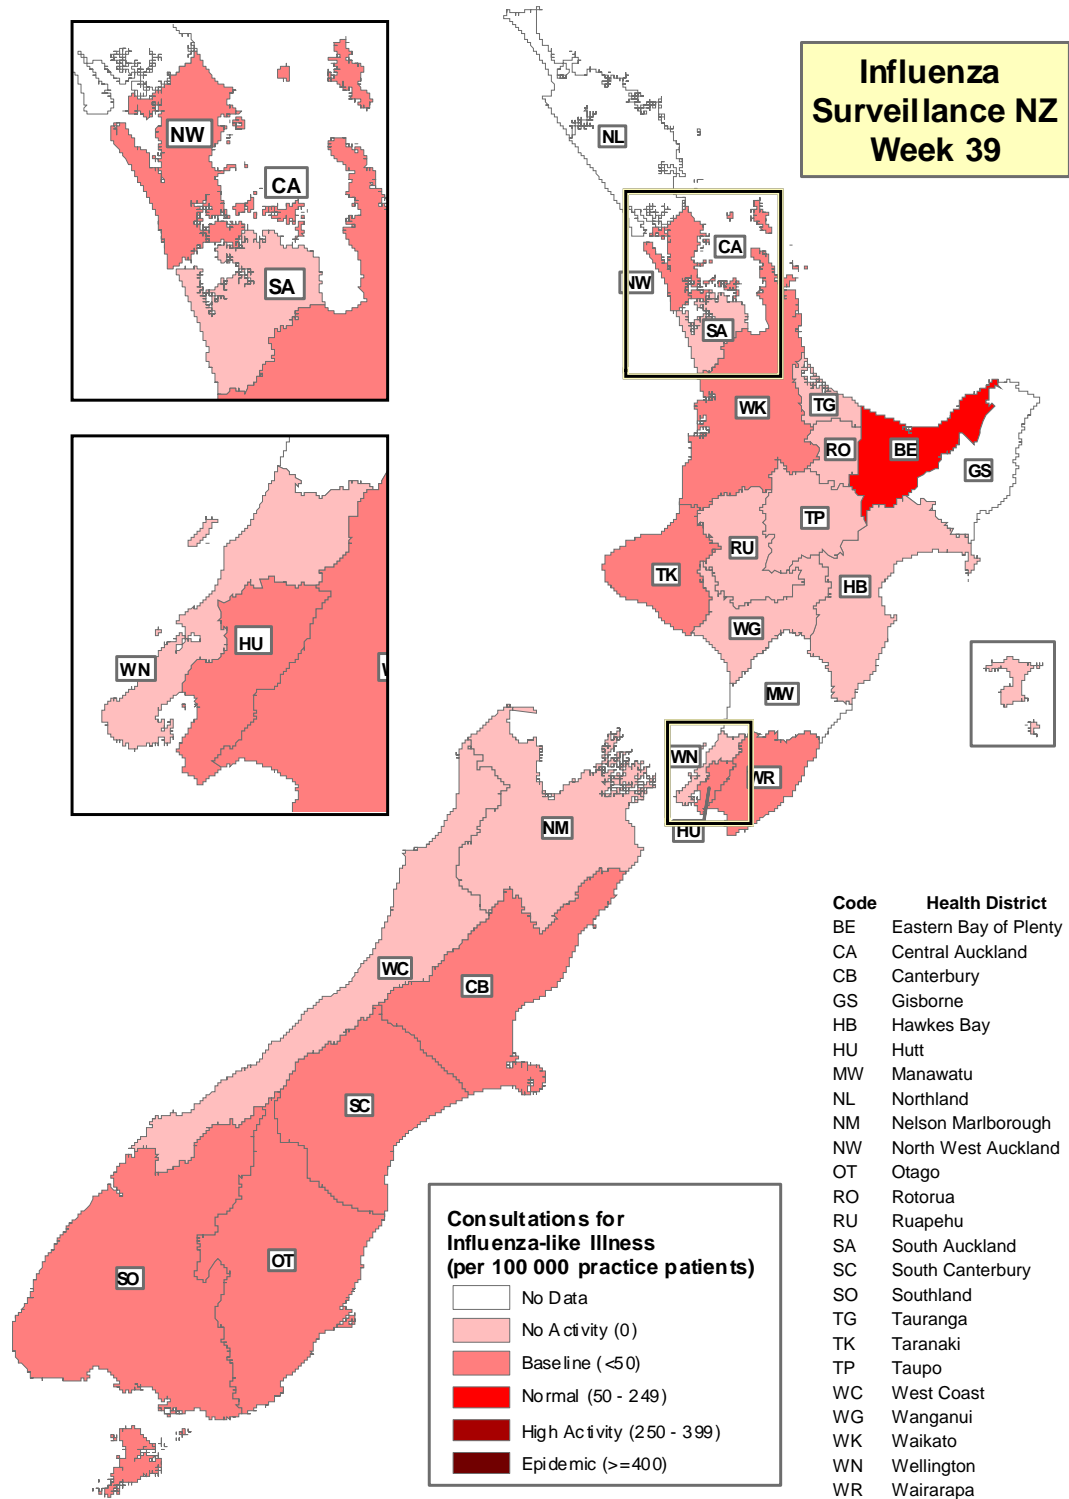 Influenza
Surveillance NZ
Week 39
NW
CA
SA
HU
WN
NL
CA
NW
SA
WK
TG
RO
BE
GS
TP
RU
TK
HB
WG
MW
WN
WR
HU
NM
WC
CB
SC
OT
SO
Consultations for
Influenza-like Illness
(per 100 000 practice patients)
No Data
No Activity (0)
Baseline (<50)
Normal (50 - 249)
High Activity (250 - 399)
Epidemic (>=400)
Code Health District
BE Eastern Bay of Plenty
CA Central Auckland
CB Canterbury
GS Gisborne
HB Hawkes Bay
HU Hutt
MW Manawatu
NL Northland
NM Nelson Marlborough
NW North West Auckland
OT Otago
RO Rotorua
RU Ruapehu
SA South Auckland
SC South Canterbury
SO Southland
TG Tauranga
TK Taranaki
TP Taupo
WC West Coast
WG Wanganui
WK Waikato
WN Wellington
WR Wairarapa